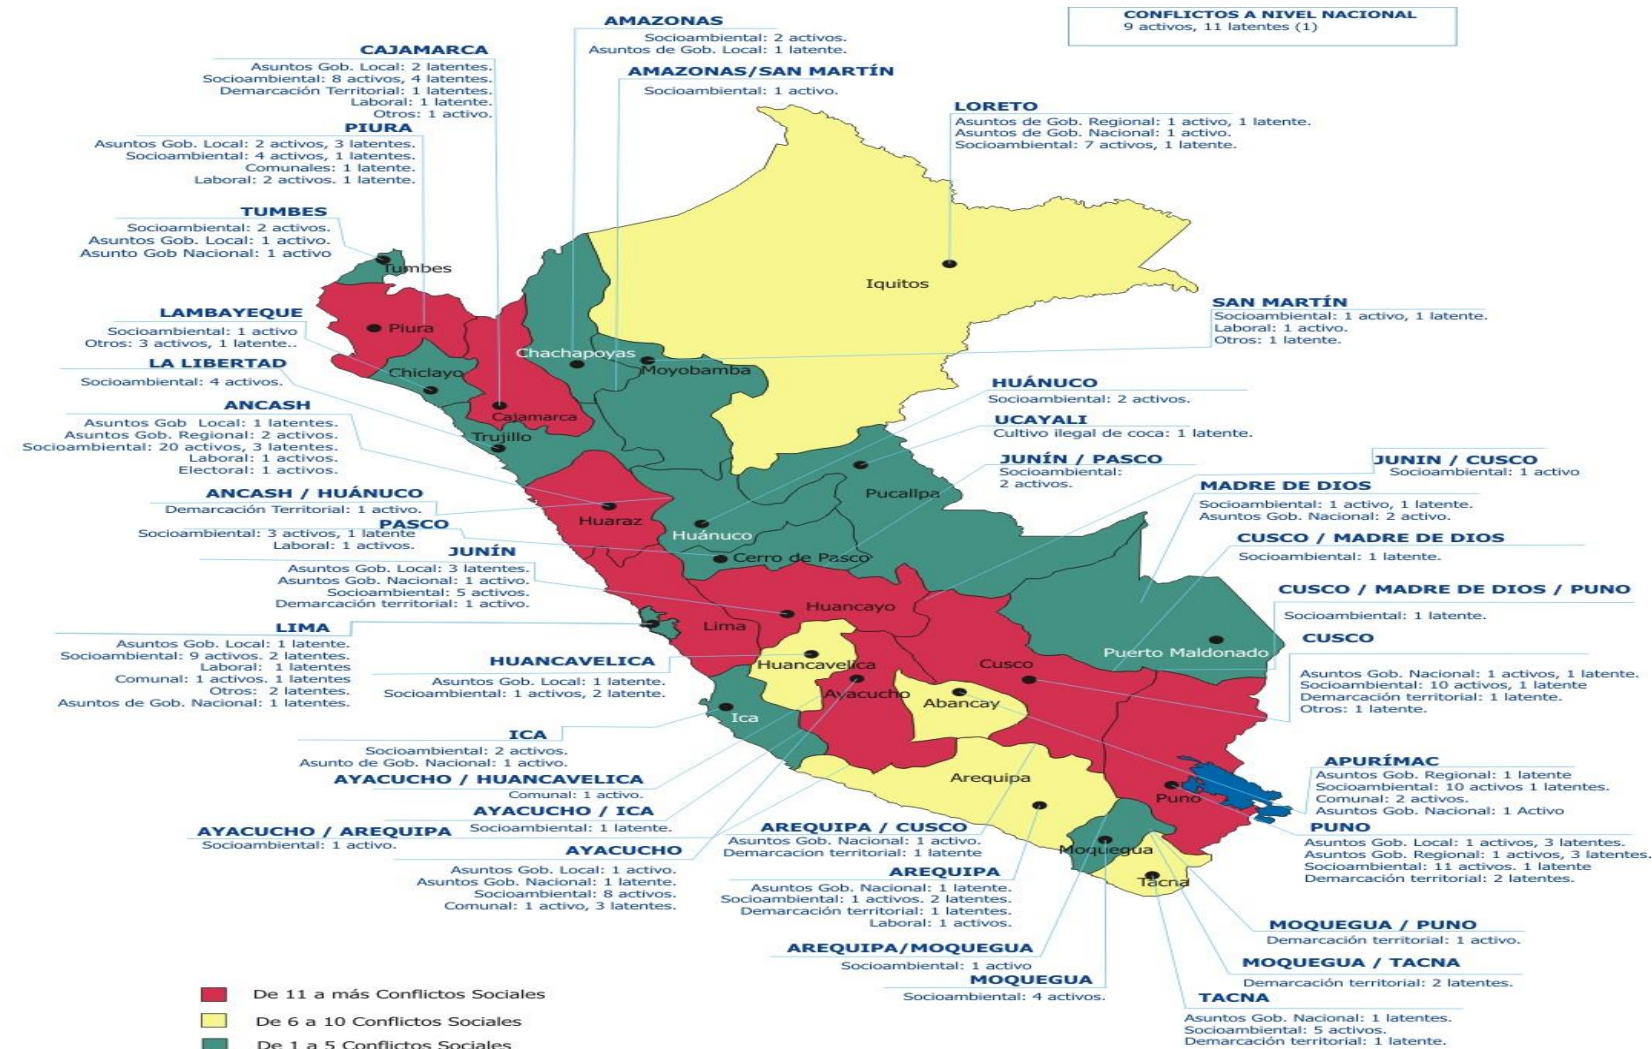 CONFLICTOS A NIVEL NACIONAL
9 activos, 11 latentes (1)
AMAZONAS
Socioambiental: 2 activos.
Asuntos de Gob. Local: 1 latente.
CAJAMARCA
Asuntos Gob. Local: 2 latentes.
Socioambiental: 8 activos, 4 latentes.
Demarcación Territorial: 1 latentes.
Laboral: 1 latente.
Otros: 1 activo.
AMAZONAS/SAN MARTÍN
Socioambiental: 1 activo.
LORETO
Asuntos de Gob. Regional: 1 activo, 1 latente.
Asuntos de Gob. Nacional: 1 activo.
Socioambiental: 7 activos, 1 latente.
PIURA
Asuntos Gob. Local: 2 activos, 3 latentes.
Socioambiental: 4 activos, 1 latentes.
Comunales: 1 latente.
Laboral: 2 activos. 1 latente.
TUMBES
Socioambiental: 2 activos.
Asuntos Gob. Local: 1 activo.
Asunto Gob Nacional: 1 activo
LAMBAYEQUE
Socioambiental: 1 activo
Otros: 3 activos, 1 latente..
LA LIBERTAD
Socioambiental: 4 activos.
ANCASH
Asuntos Gob  Local: 1 latentes.
Asuntos Gob. Regional: 2 activos.
Socioambiental: 20 activos, 3 latentes.
Laboral: 1 activos.
Electoral: 1 activos.
ANCASH / HUÁNUCO
Demarcación Territorial: 1 activo.
PASCO
Socioambiental: 3 activos, 1 latente
Laboral: 1 activos.
JUNÍN
Asuntos Gob. Local: 3 latentes.
Asuntos Gob. Nacional: 1 activo.
Socioambiental: 5 activos.
Demarcación territorial: 1 activo.
LIMA
Asuntos Gob. Local: 1 latente.
Socioambiental: 9 activos. 2 latentes.
Laboral:  1 latentes
Comunal: 1 activos. 1 latentes
Otros:  2 latentes.
Asuntos de Gob. Nacional: 1 latentes.
HUANCAVELICA
Asuntos Gob. Local: 1 latente.
Socioambiental: 1 activos, 2 latente.
ICA
Socioambiental: 2 activos.
Asunto de Gob. Nacional: 1 activo.
AYACUCHO / HUANCAVELICA
Comunal: 1 activo.
AYACUCHO / ICA
Socioambiental: 1 latente.
AYACUCHO / AREQUIPA
Socioambiental: 1 activo.
AYACUCHO
Asuntos Gob. Local: 1 activo.
Asuntos Gob. Nacional: 1 latente.
Socioambiental: 8 activos.
Comunal: 1 activo, 3 latentes.
Tumbes
Piura
Chiclayo
Cajamarca
Trujillo
Chachapoyas
Moyobamba
Iquitos
Huaraz
Huánuco
Pucallpa
Cerro de Pasco
Huancayo
Lima
Huancavelica
Ayacucho
Cusco
Abancay
Puerto Maldonado
Ica
Arequipa
Puno
Moquegua
Tacna
SAN MARTÍN
Socioambiental: 1 activo, 1 latente.
Laboral: 1 activo.
Otros: 1 latente.
HUÁNUCO
Socioambiental: 2 activos.
UCAYALI
Cultivo ilegal de coca: 1 latente.
JUNÍN / PASCO
Socioambiental:
2 activos.
JUNIN / CUSCO
Socioambiental: 1 activo
MADRE DE DIOS
Socioambiental: 1 activo, 1 latente.
Asuntos Gob. Nacional: 2 activo.
CUSCO / MADRE DE DIOS
Socioambiental: 1 latente.
CUSCO / MADRE DE DIOS / PUNO
Socioambiental: 1 latente.
CUSCO
Asuntos Gob. Nacional: 1 activos, 1 latente.
Socioambiental: 10 activos, 1 latente
Demarcación territorial: 1 latente.
Otros: 1 latente.
APURÍMAC
Asuntos Gob. Regional: 1 latente
Socioambiental: 10 activos 1 latentes.
Comunal: 2 activos.
Asuntos Gob. Nacional: 1 Activo
PUNO
Asuntos Gob. Local: 1 activos, 3 latentes.
Asuntos Gob. Regional: 1 activos, 3 latentes.
Socioambiental: 11 activos. 1 latente
Demarcación territorial: 2 latentes.
AREQUIPA / CUSCO
Asuntos Gob. Nacional: 1 activo.
Demarcacion territorial: 1 latente
AREQUIPA
Asuntos Gob. Nacional: 1 latente.
Socioambiental: 1 activos. 2 latentes.
Demarcación territorial: 1 latentes.
Laboral: 1 activos.
AREQUIPA/MOQUEGUA
Socioambiental: 1 activo
MOQUEGUA
Socioambiental: 4 activos.
MOQUEGUA / PUNO
Demarcación territorial: 1 activo.
MOQUEGUA / TACNA
Demarcación territorial: 2 latentes.
TACNA
Asuntos Gob. Nacional: 1 latentes.
Socioambiental: 5 activos.
Demarcación territorial: 1 latente.
De 11 a más Conflictos Sociales
De 6 a 10 Conflictos Sociales
De 1 a 5 Conflictos Sociales